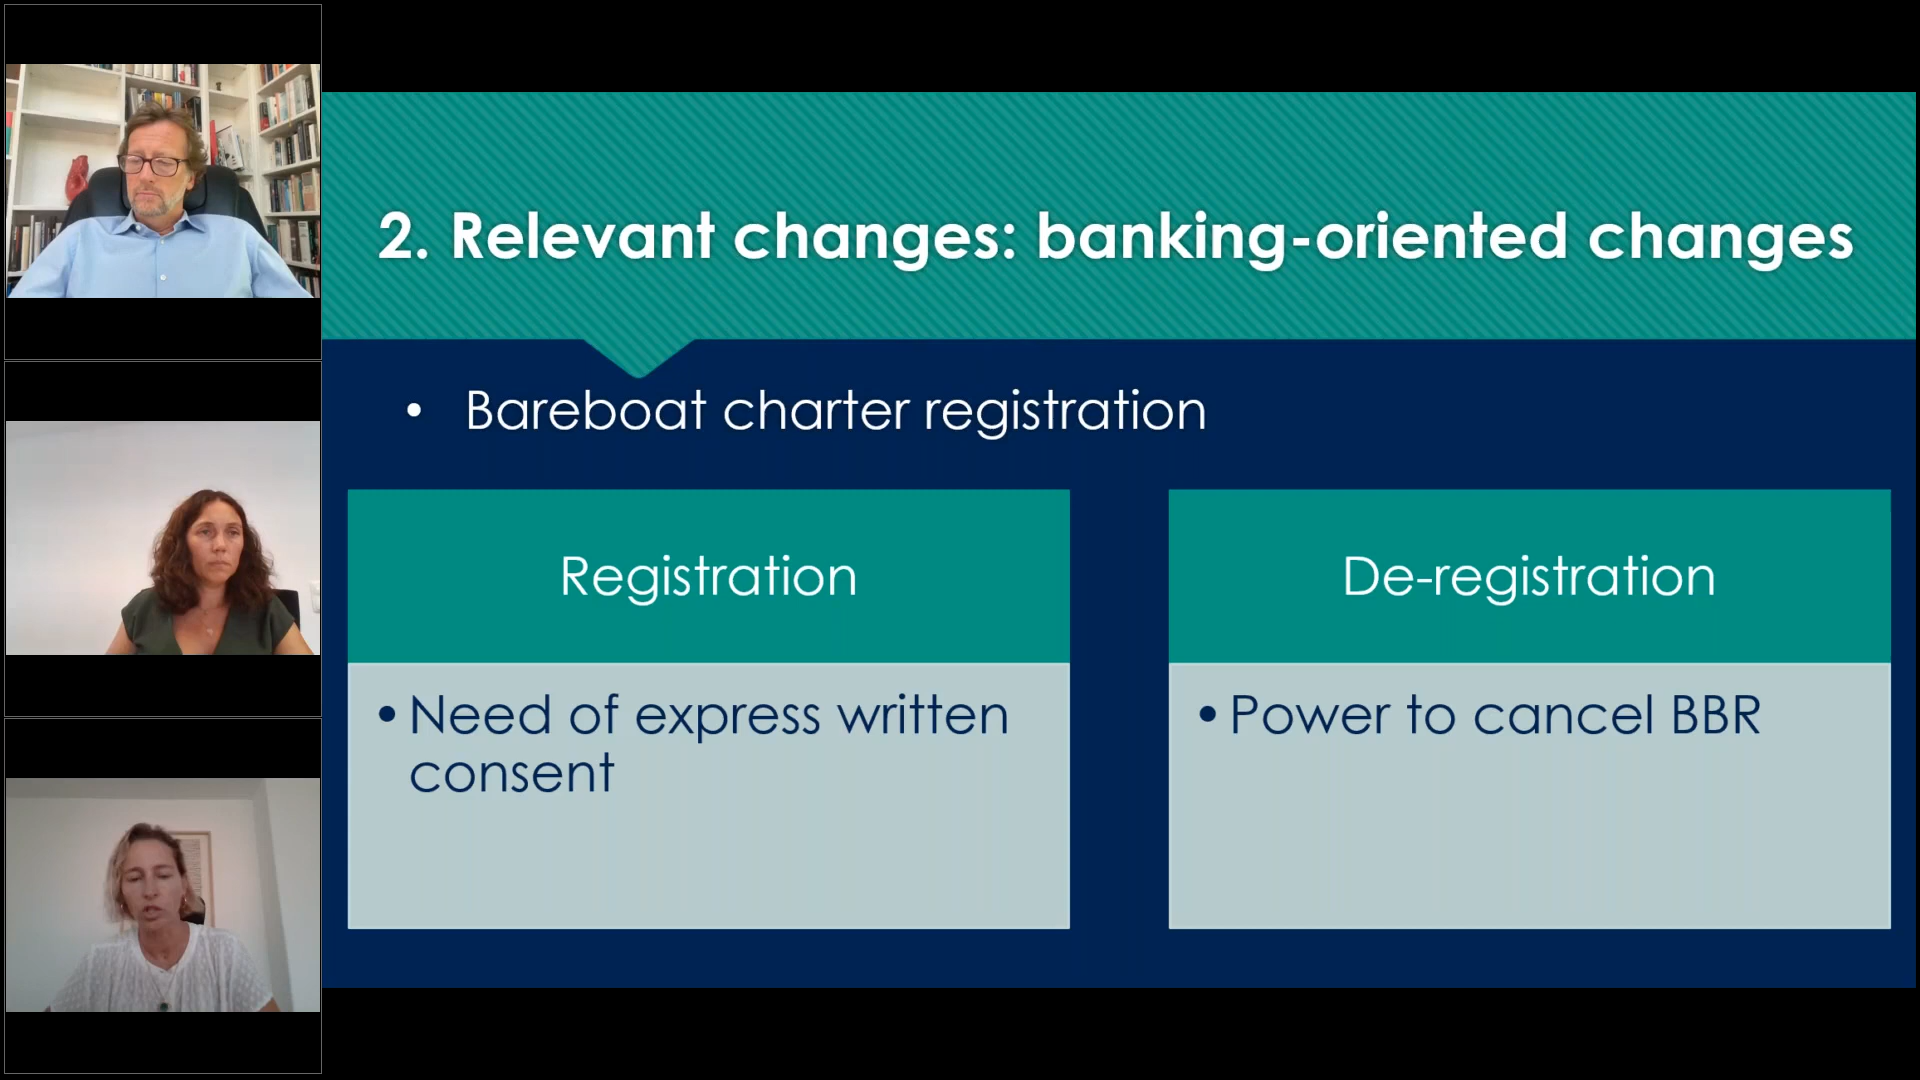 2. Relevant changes: banking-oriented changes
• Bareboat charter registration
Registration
• Need of express written
consent
De-registration
• Power to cancel BBR